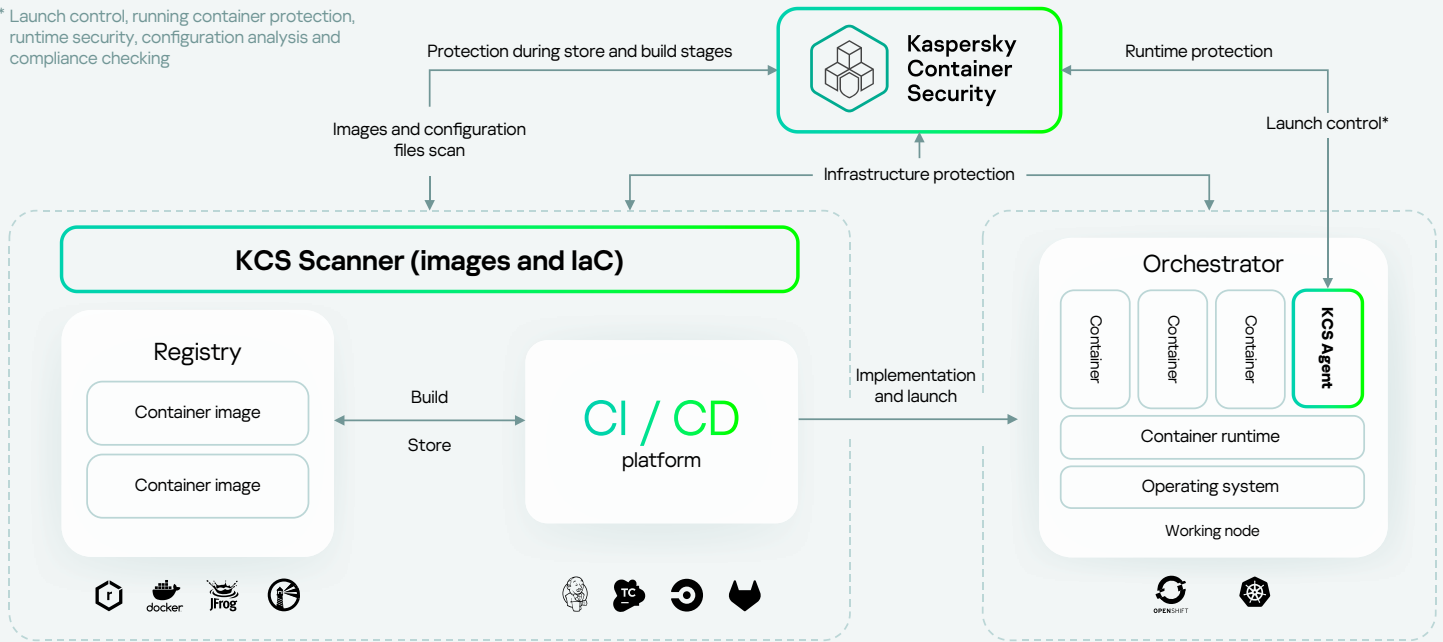 * Launch control, running container protection,
runtime security, configuration analysis and
compliance checking
Protection during store and build stages
Kaspersky
Container
Security
Runtime protection
Images and configuration
files scan
Launch control*
Infrastructure protection
KCS Scanner (images and IaC)
Registry
Container image
Container image
Build
Store
CI / CD
platform
Implementation
and launch
Orchestrator
Container
Container
Container
KCS Agent
Container runtime
Operating system
Working node
r
docker
JFrog
TC
OPENSHIFT